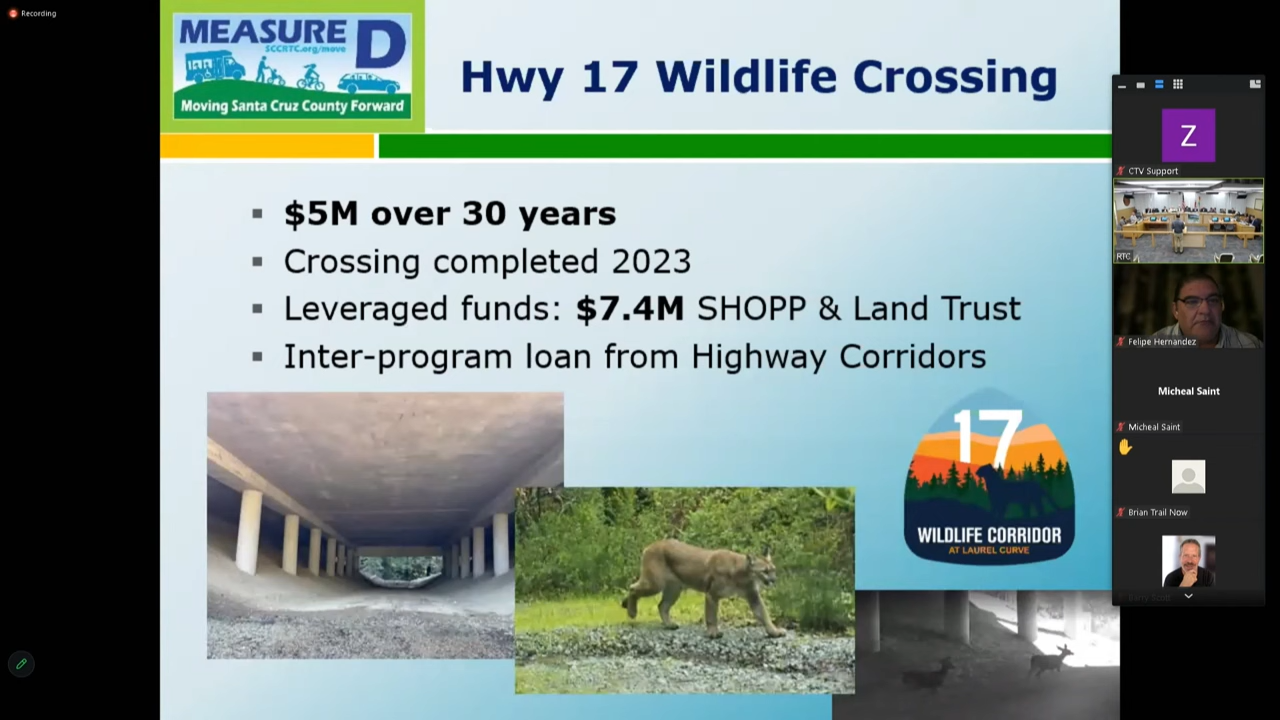 Recording
MEASURE D
SCCRTC.org/move
Moving Santa Cruz County Forward
Hwy 17 Wildlife Crossing
▪ $5M over 30 years
▪ Crossing completed 2023
▪ Leveraged funds: $7.4M SHOPP & Land Trust
▪ Inter-program loan from Highway Corridors
17
WILDLIFE CORRIDOR
AT LAUREL CURVE
Z
CTV Support
RTC
Felipe Hernandez
Micheal Saint
Micheal Saint
Brian Trail Now
Barry Scott